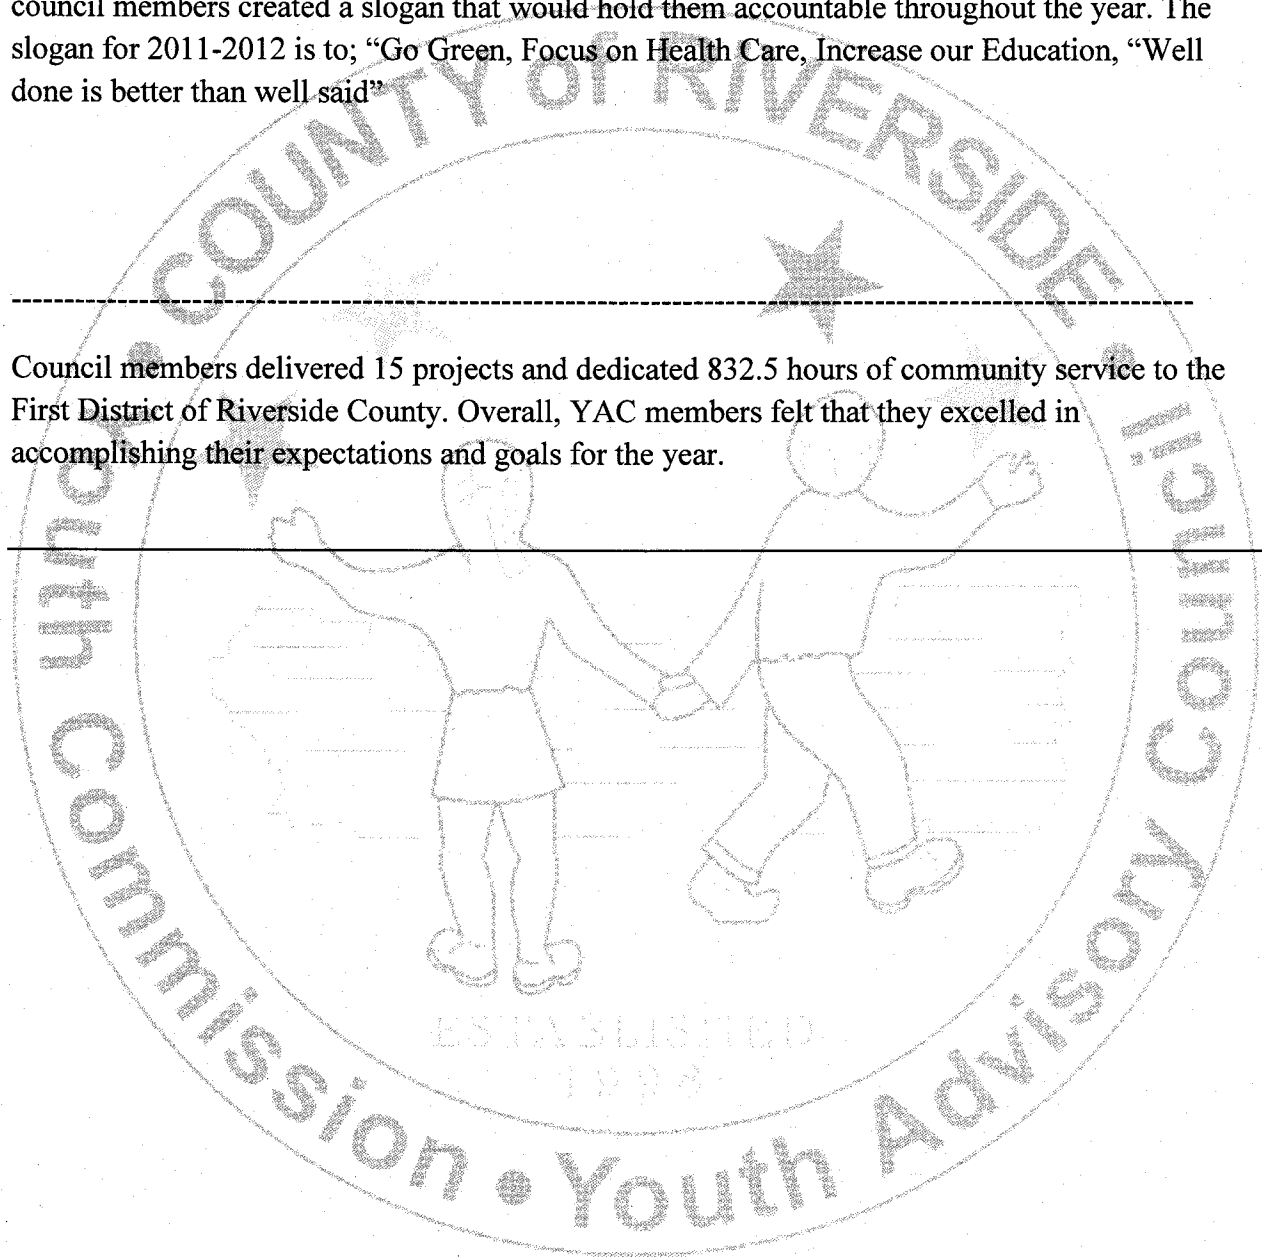 council members created a slogan that would hold them accountable throughout the year. The
slogan for 2011-2012 is to; “Go Green, Focus on Health Care, Increase our Education, “Well
done is better than well said”
Council members delivered 15 projects and dedicated 832.5 hours of community service to the
First District of Riverside County. Overall, YAC members felt that they excelled in
accomplishing their expectations and goals for the year.
COUNTY of RIVERSIDE
Youth Commission • Youth Advisory Council
ESTABLISHED